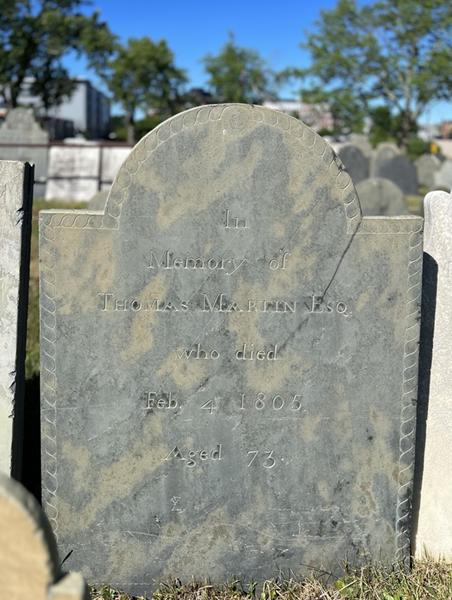 In
Memory of
THOMAS MARTIN ESQ.
who died
Feb. 4 1805.
Aged 73.